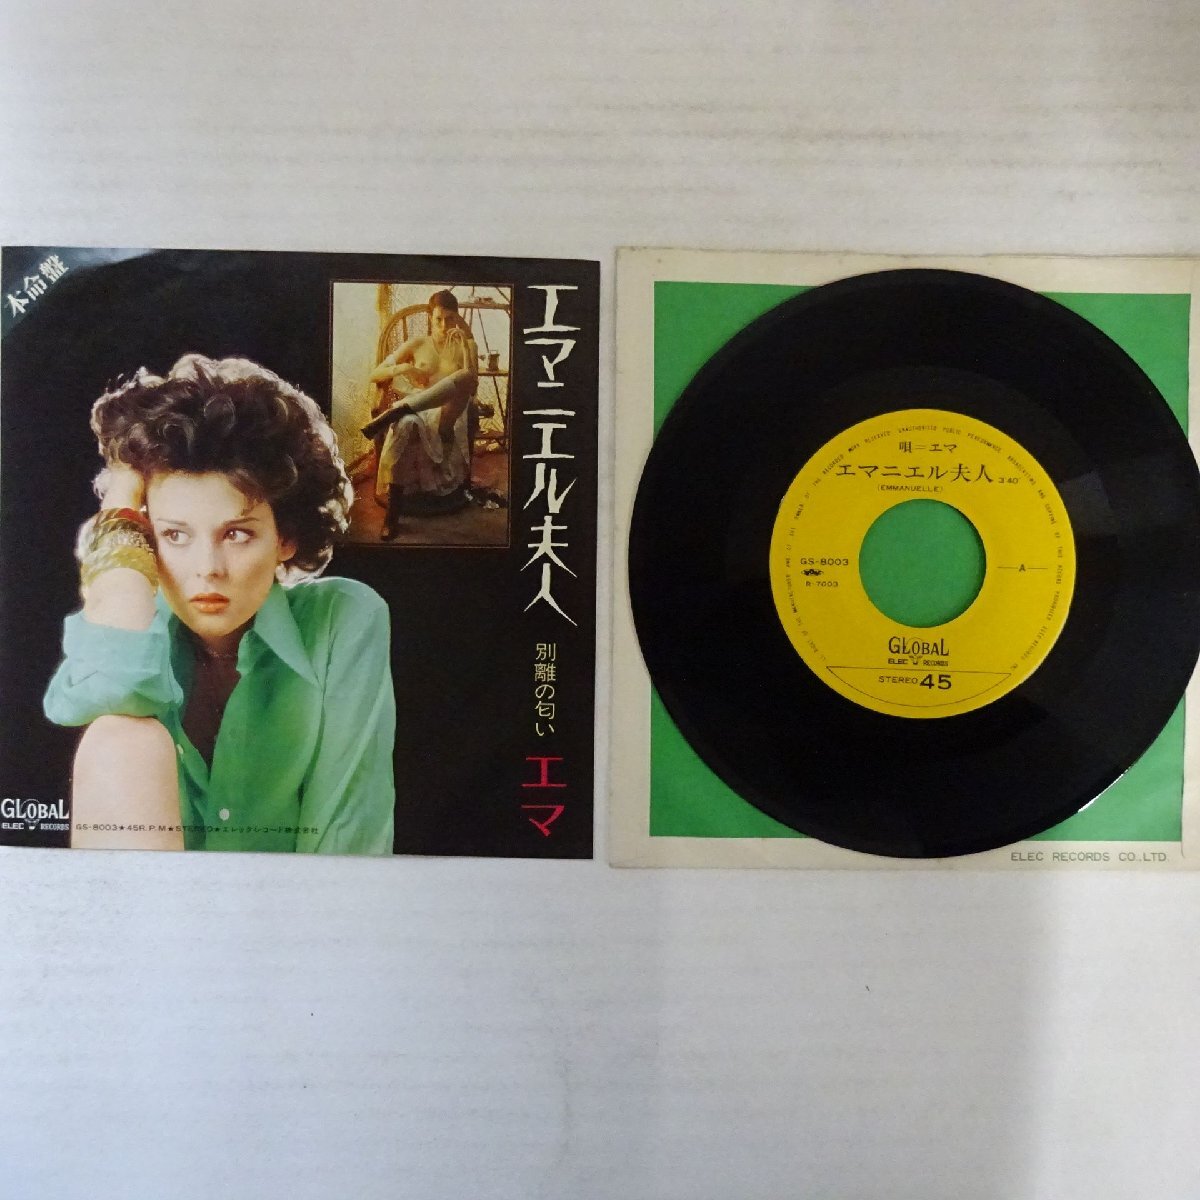 本命盤
エマニエル夫人
別離の匂い
エマ
GLOBAL
ELEC RECORDS
GS-8003★45R.P.M★STEREO★エレックレコード株式会社
唄=エマ
エマニエル夫人 3'40"
(EMMANUELLE)
GS-8003
R-7003
A
GLOBAL
ELEC RECORDS
STEREO 45
ELEC RECORDS CO.,LTD.